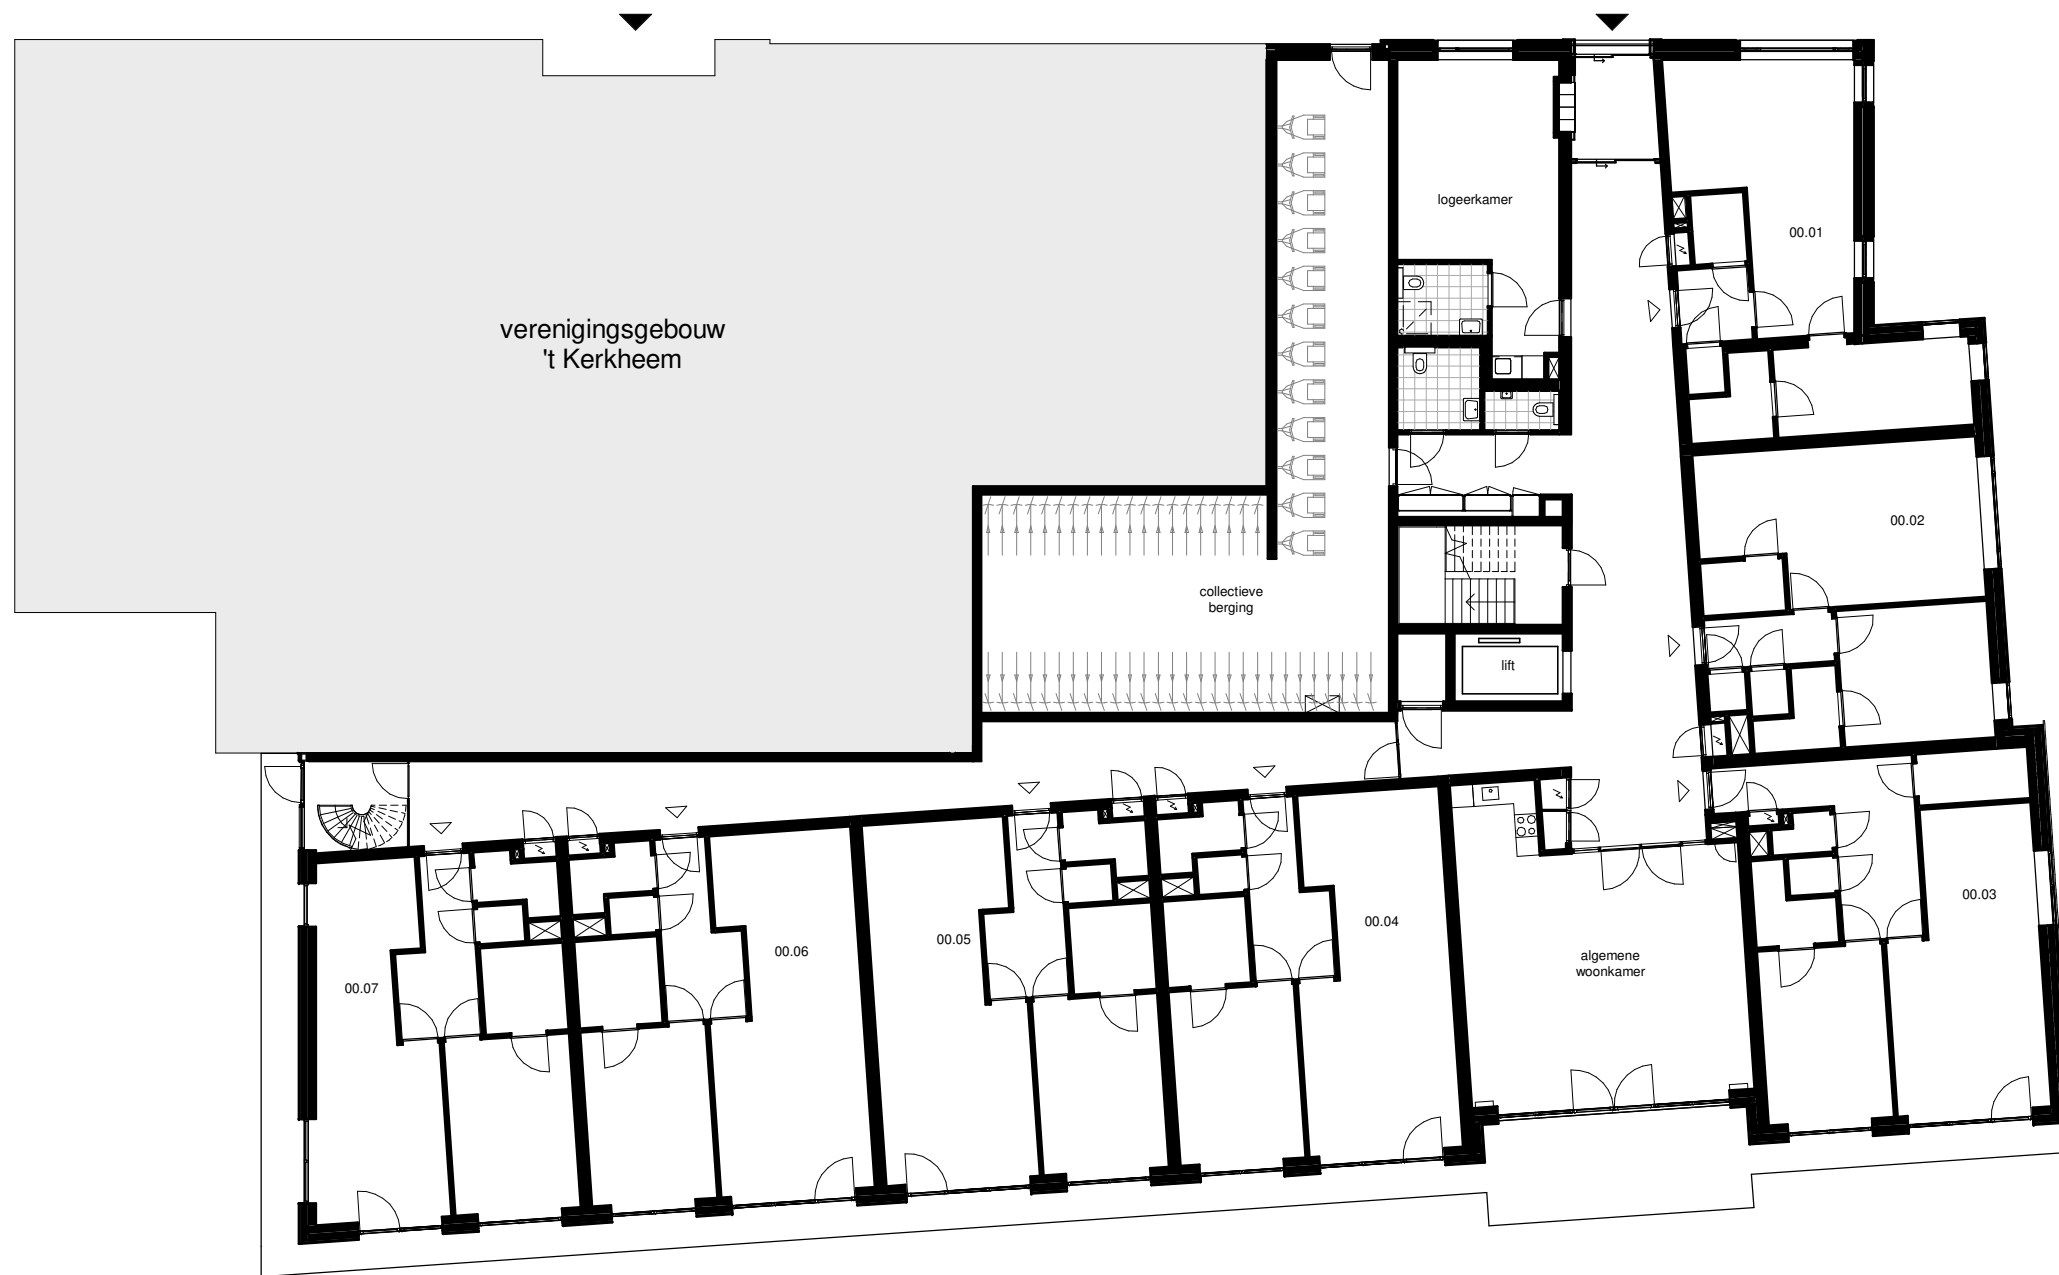 logeerkamer
00.01
verenigingsgebouw
't Kerkheem
00.02
collectieve
berging
lift
00.03
00.04
00.05
00.06
algemene
woonkamer
00.07